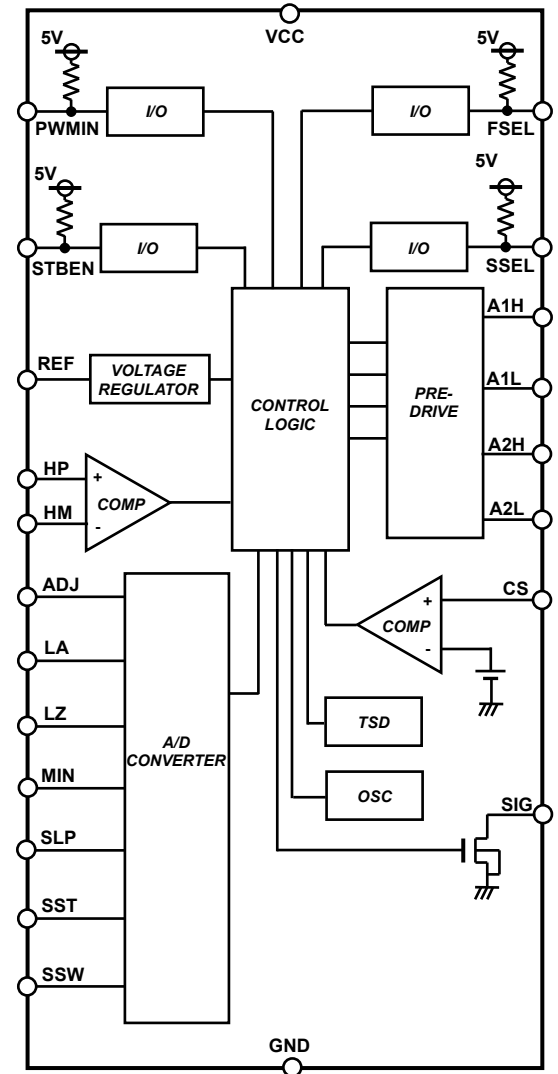 VCC
5V
PWMIN
I/O
5V
I/O
FSEL
5V
STBEN
I/O
5V
I/O
SSEL
REF
VOLTAGE
REGULATOR
CONTROL
LOGIC
PRE-
DRIVE
A1H
A1L
A2H
A2L
HP
HM
+
-
COMP
ADJ
LA
LZ
MIN
SLP
SST
SSW
A/D
CONVERTER
CS
+
-
COMP
TSD
OSC
SIG
GND